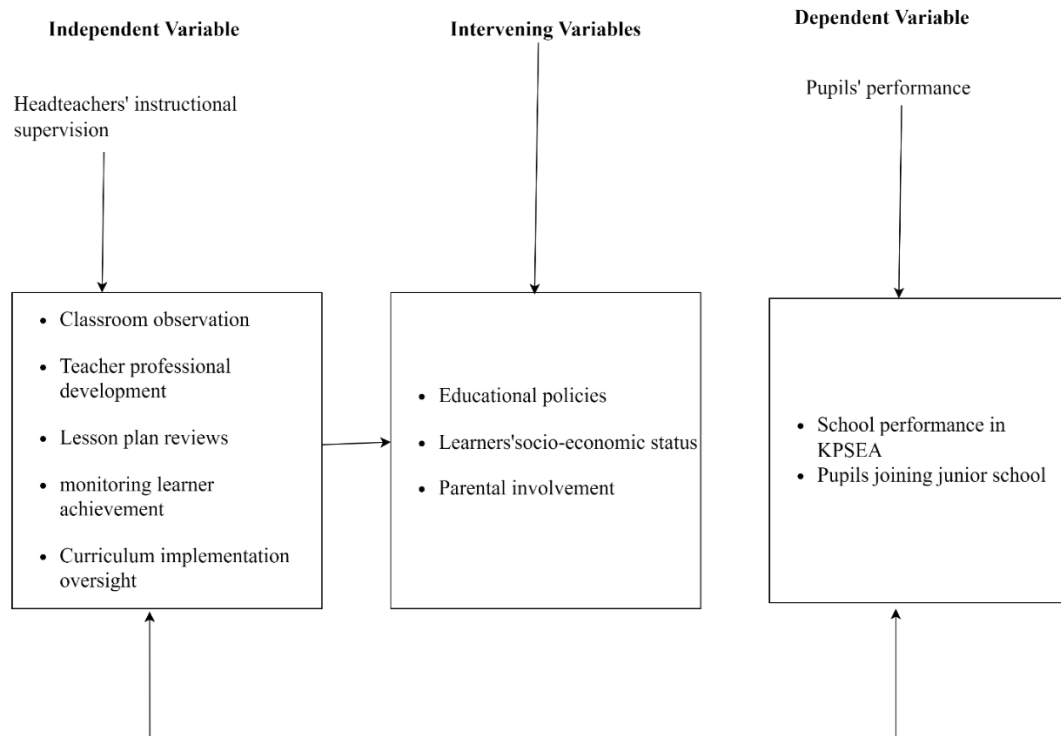 Independent Variable
Intervening Variables
Dependent Variable
Headteachers' instructional
supervision
Pupils' performance
• Classroom observation
• Teacher professional
development
• Lesson plan reviews
• monitoring learner
achievement
• Curriculum implementation
oversight
• Educational policies
• Learners'socio-economic status
• Parental involvement
• School performance in
KPSEA
• Pupils joining junior school